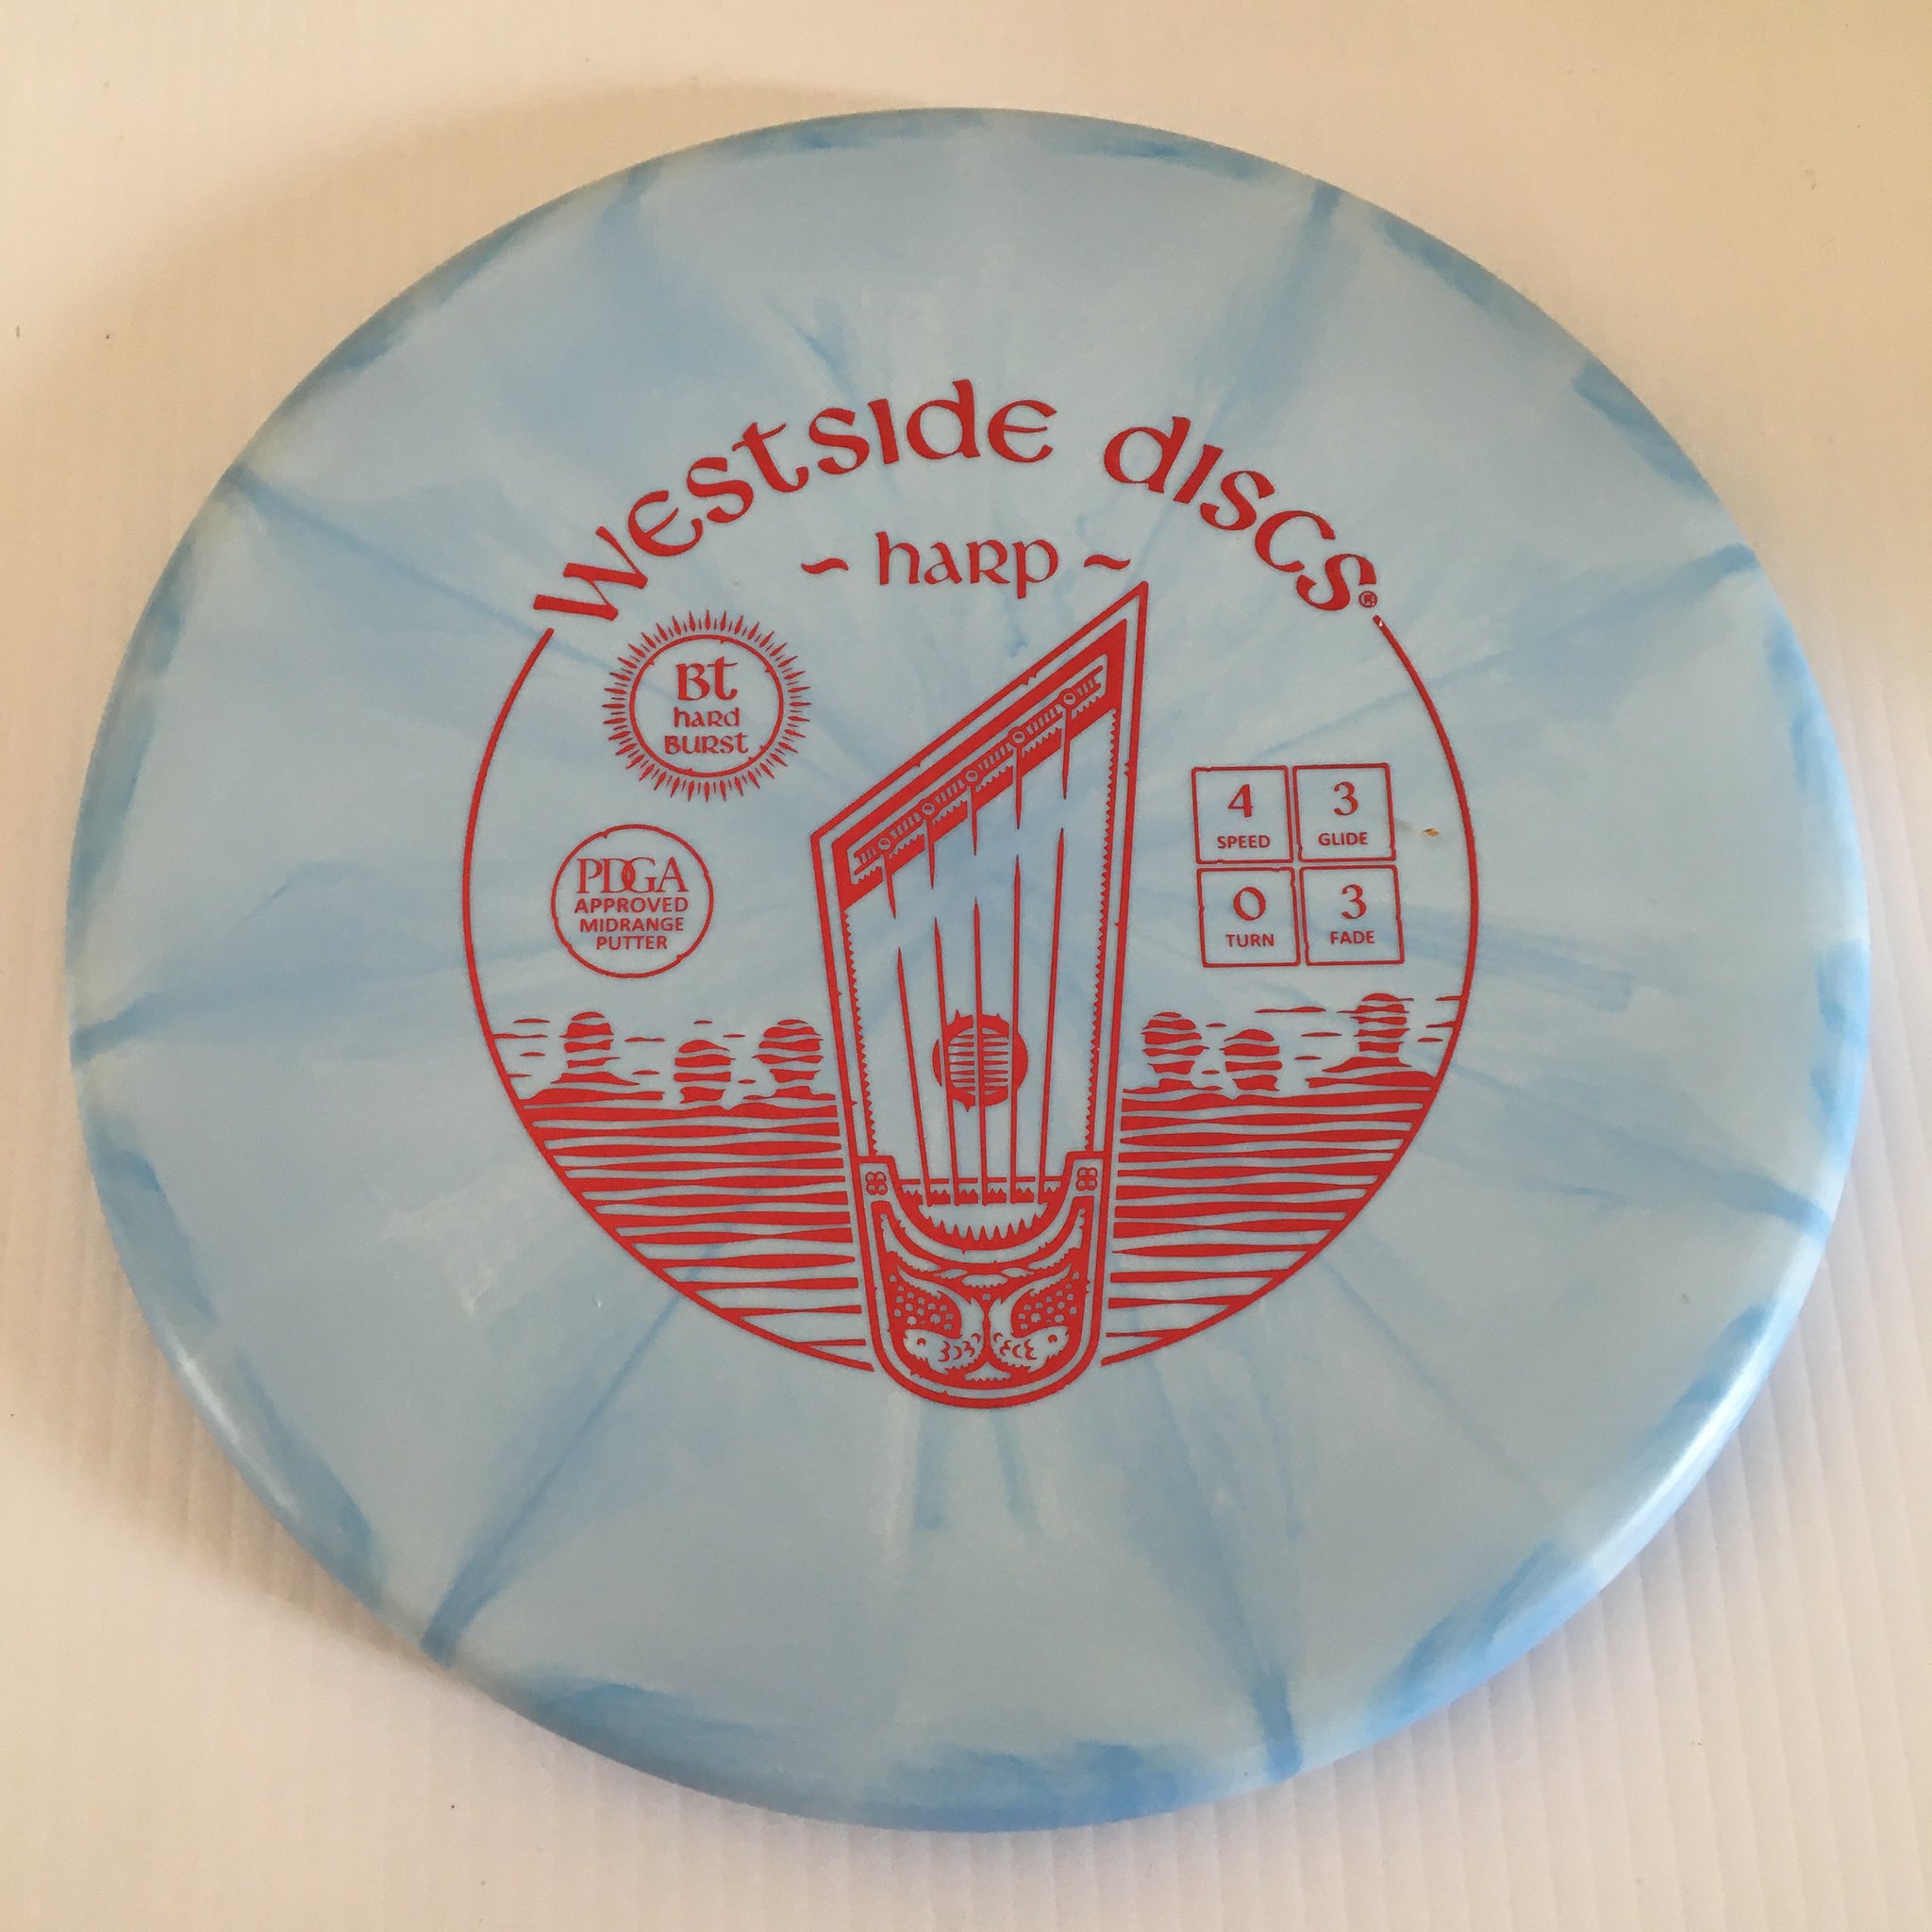 Westside Discs®
~ Harp ~
Bt
Hard
Burst
4 3
SPEED GLIDE
PDGA
APPROVED
MIDRANGE
PUTTER
0 3
TURN FADE